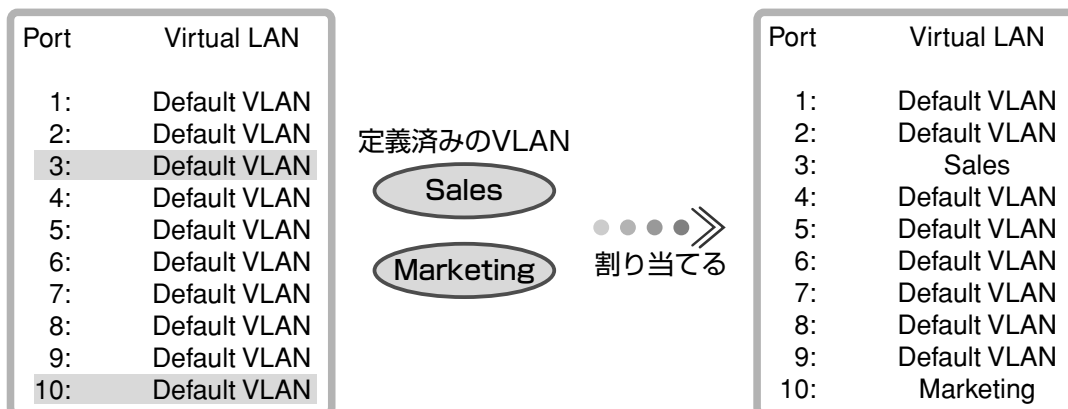 Port Virtual LAN
1: Default VLAN
2: Default VLAN
3: Default VLAN
4: Default VLAN
5: Default VLAN
6: Default VLAN
7: Default VLAN
8: Default VLAN
9: Default VLAN
10: Default VLAN
定義済みのVLAN
Sales
Marketing
割り当てる
Port Virtual LAN
1: Default VLAN
2: Default VLAN
3: Sales
4: Default VLAN
5: Default VLAN
6: Default VLAN
7: Default VLAN
8: Default VLAN
9: Default VLAN
10: Marketing